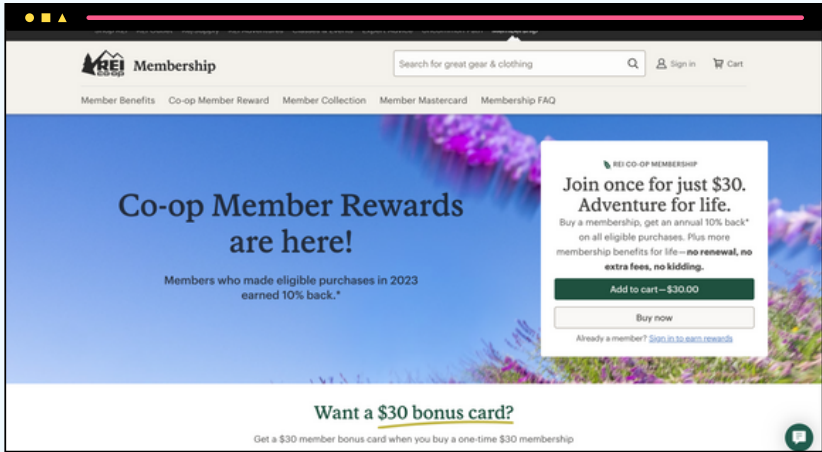 REI
CO-OP
Membership
Search for great gear & clothing
Sign in
Cart
Member Benefits Co-op Member Reward Member Collection Member Mastercard Membership FAQ
Co-op Member Rewards
are here!
Members who made eligible purchases in 2023
earned 10% back.*
REI CO-OP MEMBERSHIP
Join once for just $30.
Adventure for life.
Buy a membership, get an annual 10% back*
on all eligible purchases. Plus more
membership benefits for life—no renewal, no
extra fees, no kidding.
Add to cart—$30.00
Buy now
Already a member? Sign in to earn rewards
Want a $30 bonus card?
Get a $30 member bonus card when you buy a one-time $30 membership